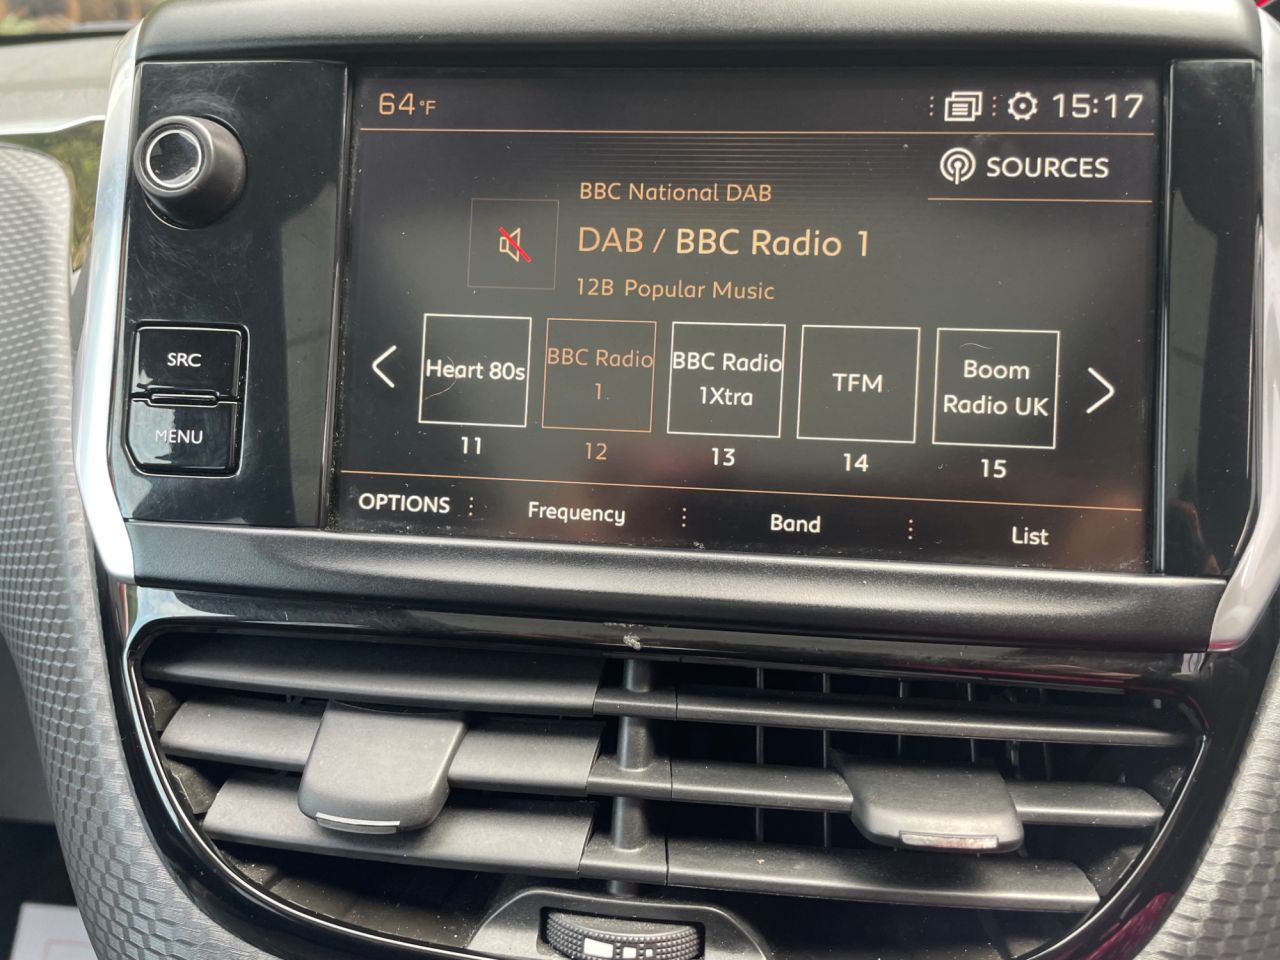 64°F
15:17
SOURCES
BBC National DAB
DAB / BBC Radio 1
12B Popular Music
SRC
MENU
Heart 80s
BBC Radio
1
BBC Radio
1Xtra
TFM
Boom
Radio UK
11
12
13
14
15
OPTIONS
Frequency
Band
List